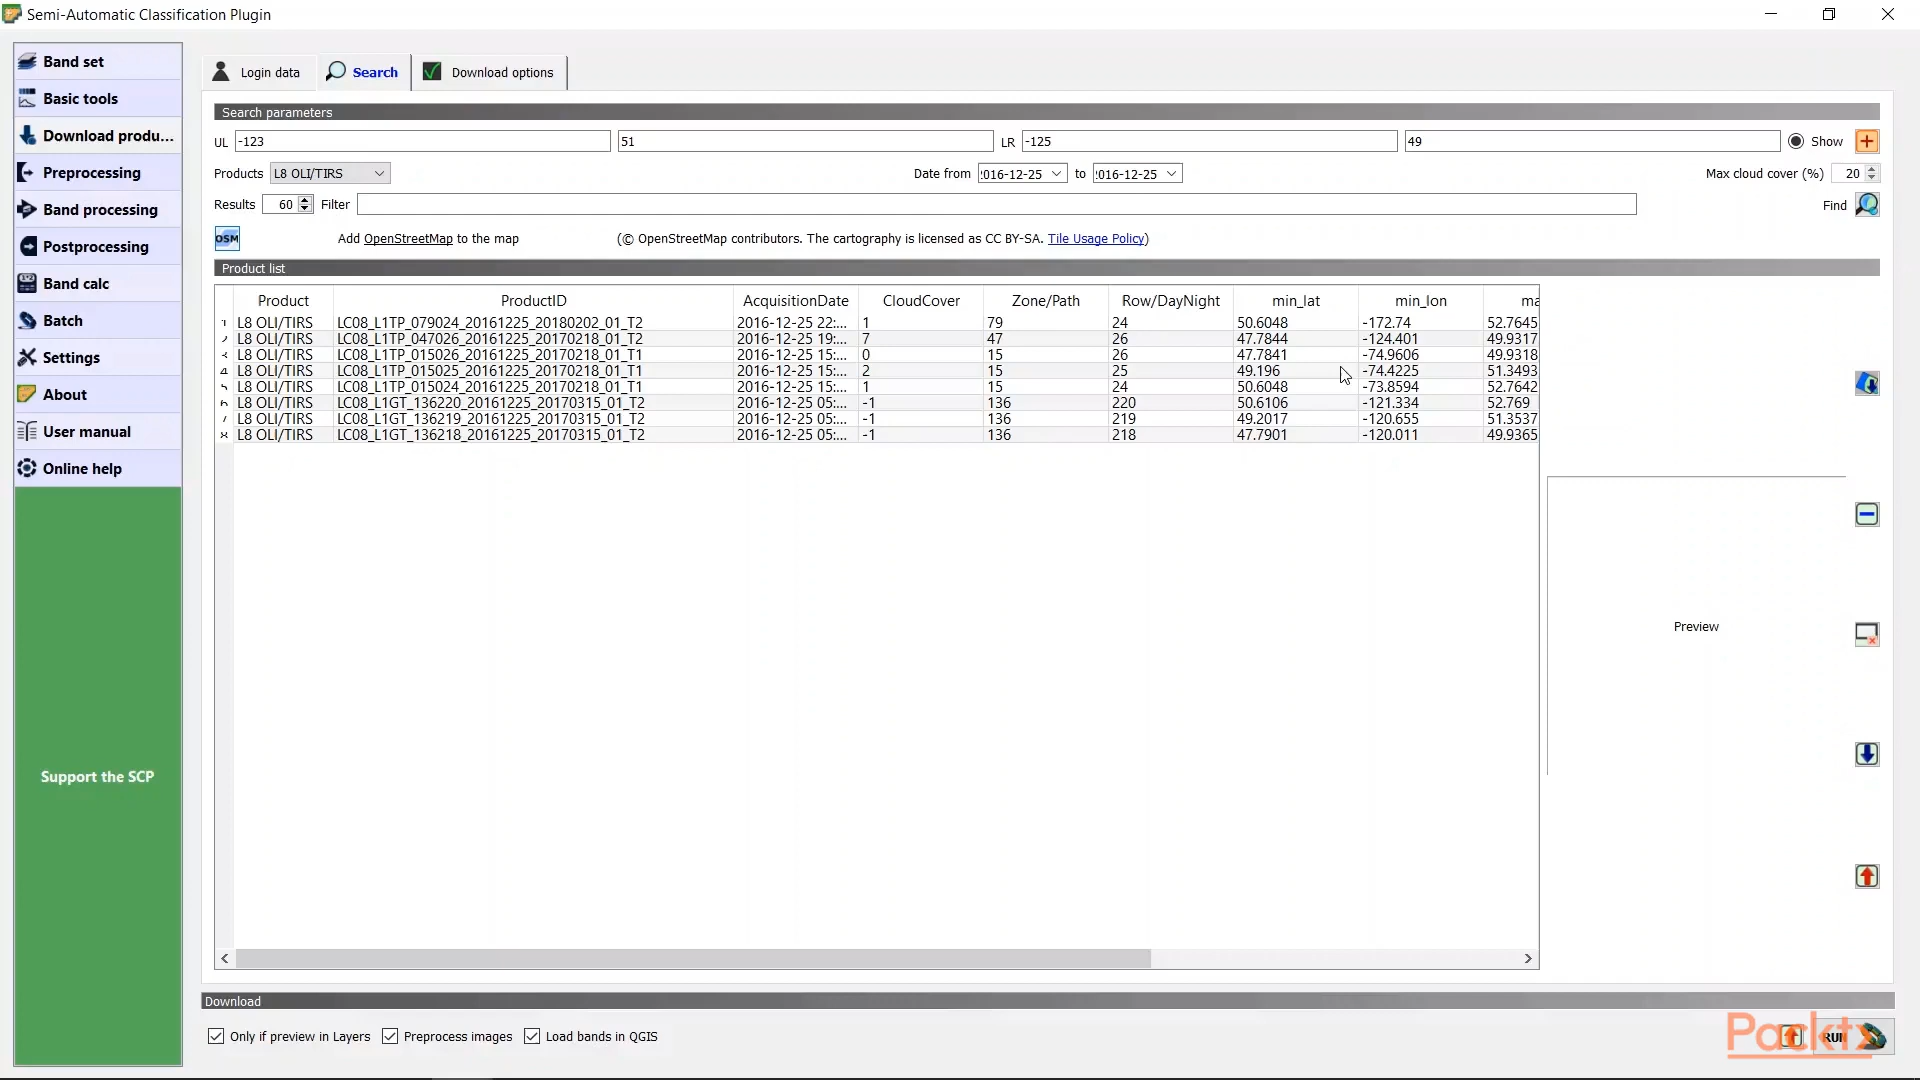 Semi-Automatic Classification Plugin
Band set
Basic tools
Download produ...
Preprocessing
Band processing
Postprocessing
Band calc
Batch
Settings
About
User manual
Online help
Support the SCP
Login data Search Download options
Search parameters
UL -123 51 LR -125 49 Show
Products L8 OLI/TIRS Date from :016-12-25 to :016-12-25 Max cloud cover (%) 20
Results 60 Filter Find
OSM Add OpenStreetMap to the map (© OpenStreetMap contributors. The cartography is licensed as CC BY-SA. Tile Usage Policy)
Product list
Product ProductID AcquisitionDate CloudCover Zone/Path Row/DayNight min_lat min_lon ma
1 L8 OLI/TIRS LC08_L1TP_079024_20161225_20180202_01_T2 2016-12-25 22:... 1 79 24 50.6048 -172.74 52.7645
2 L8 OLI/TIRS LC08_L1TP_047026_20161225_20170218_01_T2 2016-12-25 19:... 7 47 26 47.7844 -124.401 49.9317
3 L8 OLI/TIRS LC08_L1TP_015026_20161225_20170218_01_T1 2016-12-25 15:... 0 15 26 47.7841 -74.9606 49.9318
4 L8 OLI/TIRS LC08_L1TP_015025_20161225_20170218_01_T1 2016-12-25 15:... 2 15 25 49.196 -74.4225 51.3493
5 L8 OLI/TIRS LC08_L1TP_015024_20161225_20170218_01_T1 2016-12-25 15:... 1 15 24 50.6048 -73.8594 52.7642
6 L8 OLI/TIRS LC08_L1GT_136220_20161225_20170315_01_T2 2016-12-25 05:... -1 136 220 50.6106 -121.334 52.769
7 L8 OLI/TIRS LC08_L1GT_136219_20161225_20170315_01_T2 2016-12-25 05:... -1 136 219 49.2017 -120.655 51.3537
8 L8 OLI/TIRS LC08_L1GT_136218_20161225_20170315_01_T2 2016-12-25 05:... -1 136 218 47.7901 -120.011 49.9365
Preview
Download
Only if preview in Layers Preprocess images Load bands in QGIS
Packt RUN